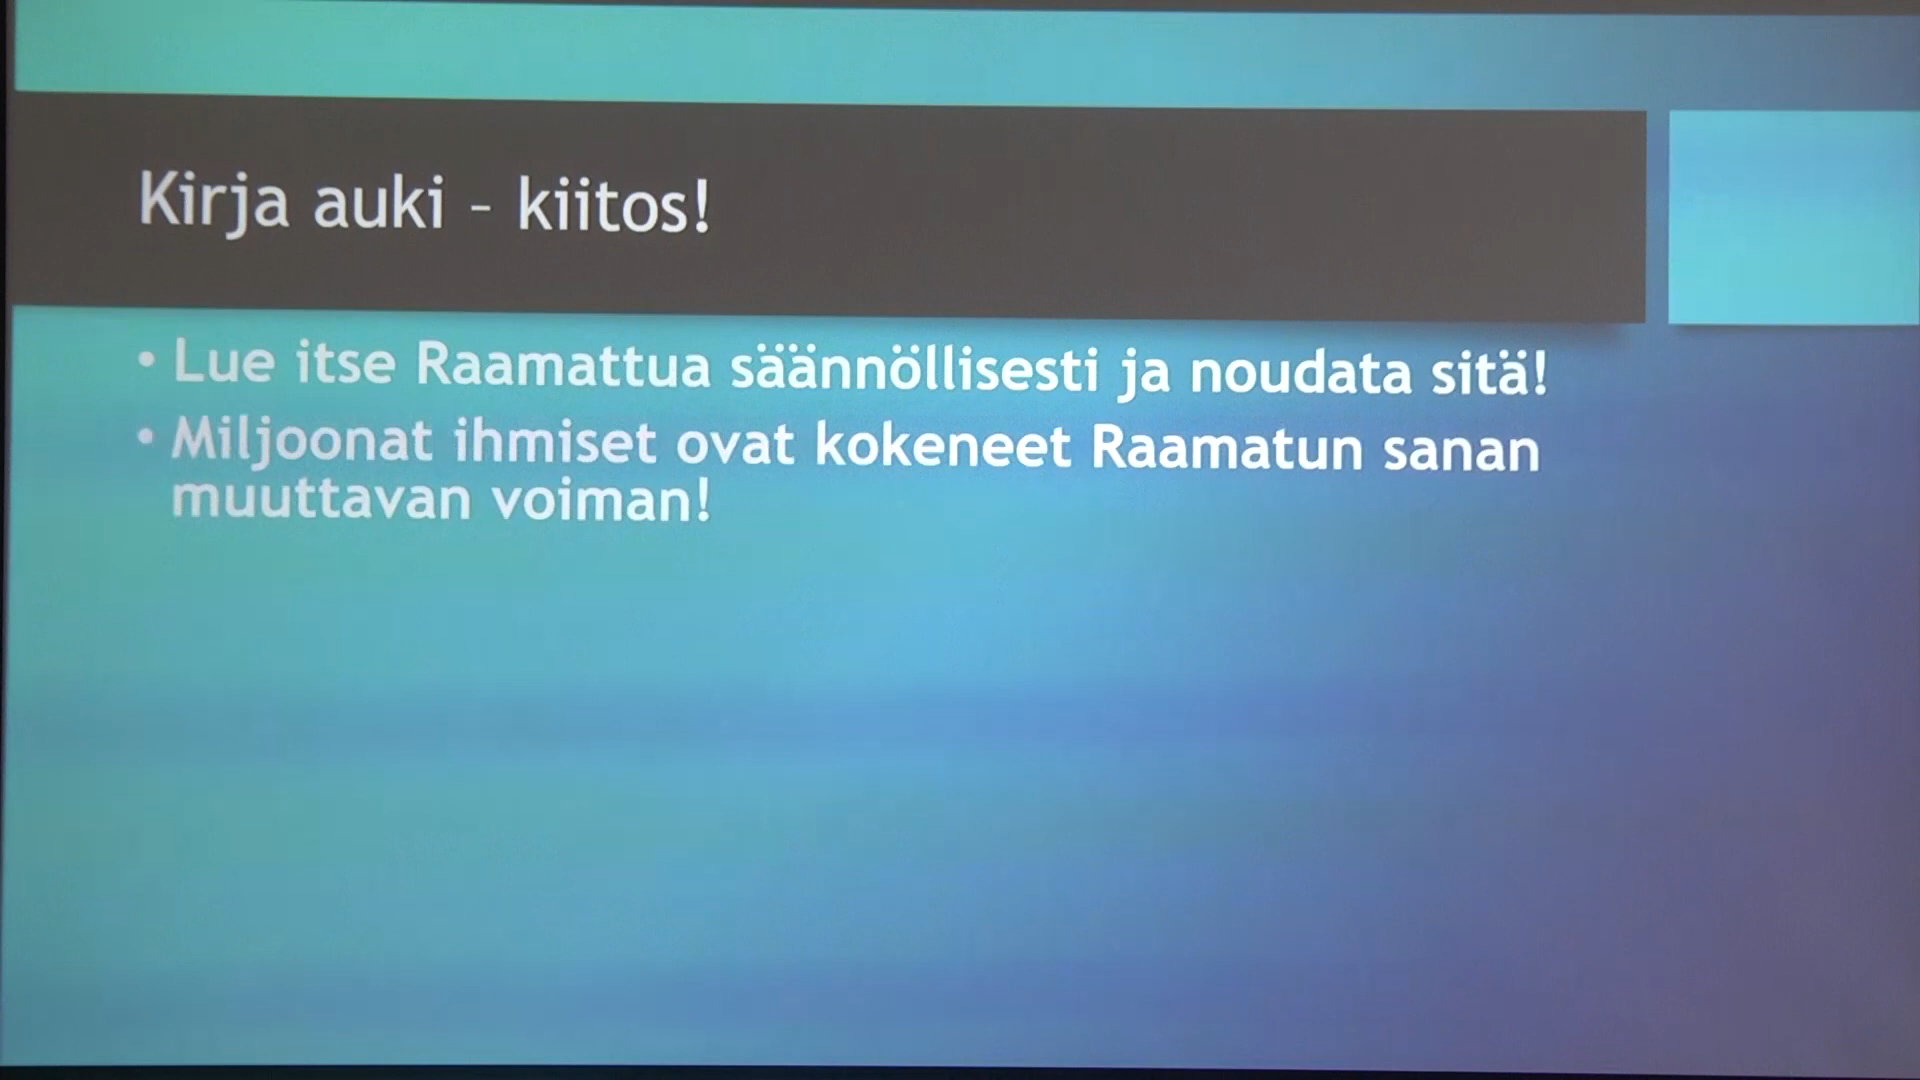 Kirja auki - kiitos!
• Lue itse Raamattua säännöllisesti ja noudata sitä!
• Miljoonat ihmiset ovat kokeneet Raamatun sanan
muuttavan voiman!